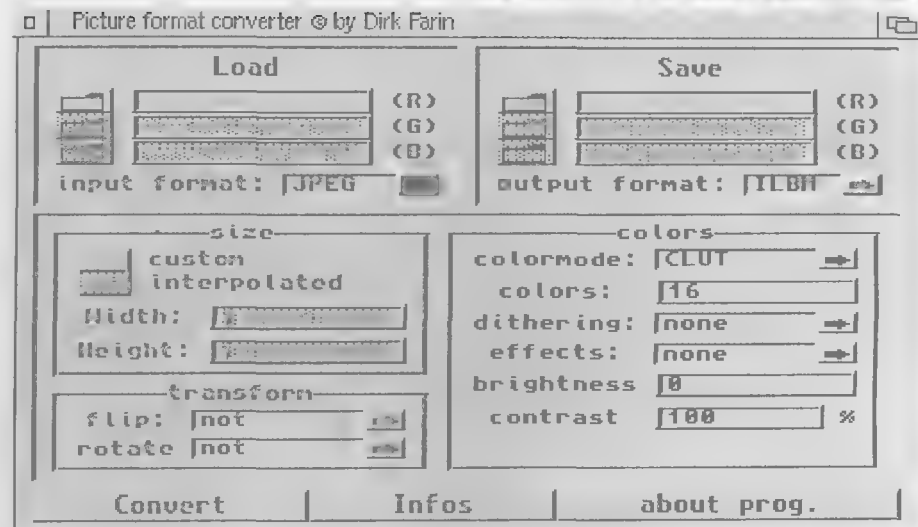 Picture format converter © by Dirk Farin
Load
(R)
(G)
(B)
input format: JPEG
Save
(R)
(G)
(B)
output format: ILBM
size
custom
interpolated
Width:
Height:
transform
flip: not
rotate not
colors
colormode: CLUT
colors: 16
dithering: none
effects: none
brightness 0
contrast 100 %
Convert
Infos
about prog.